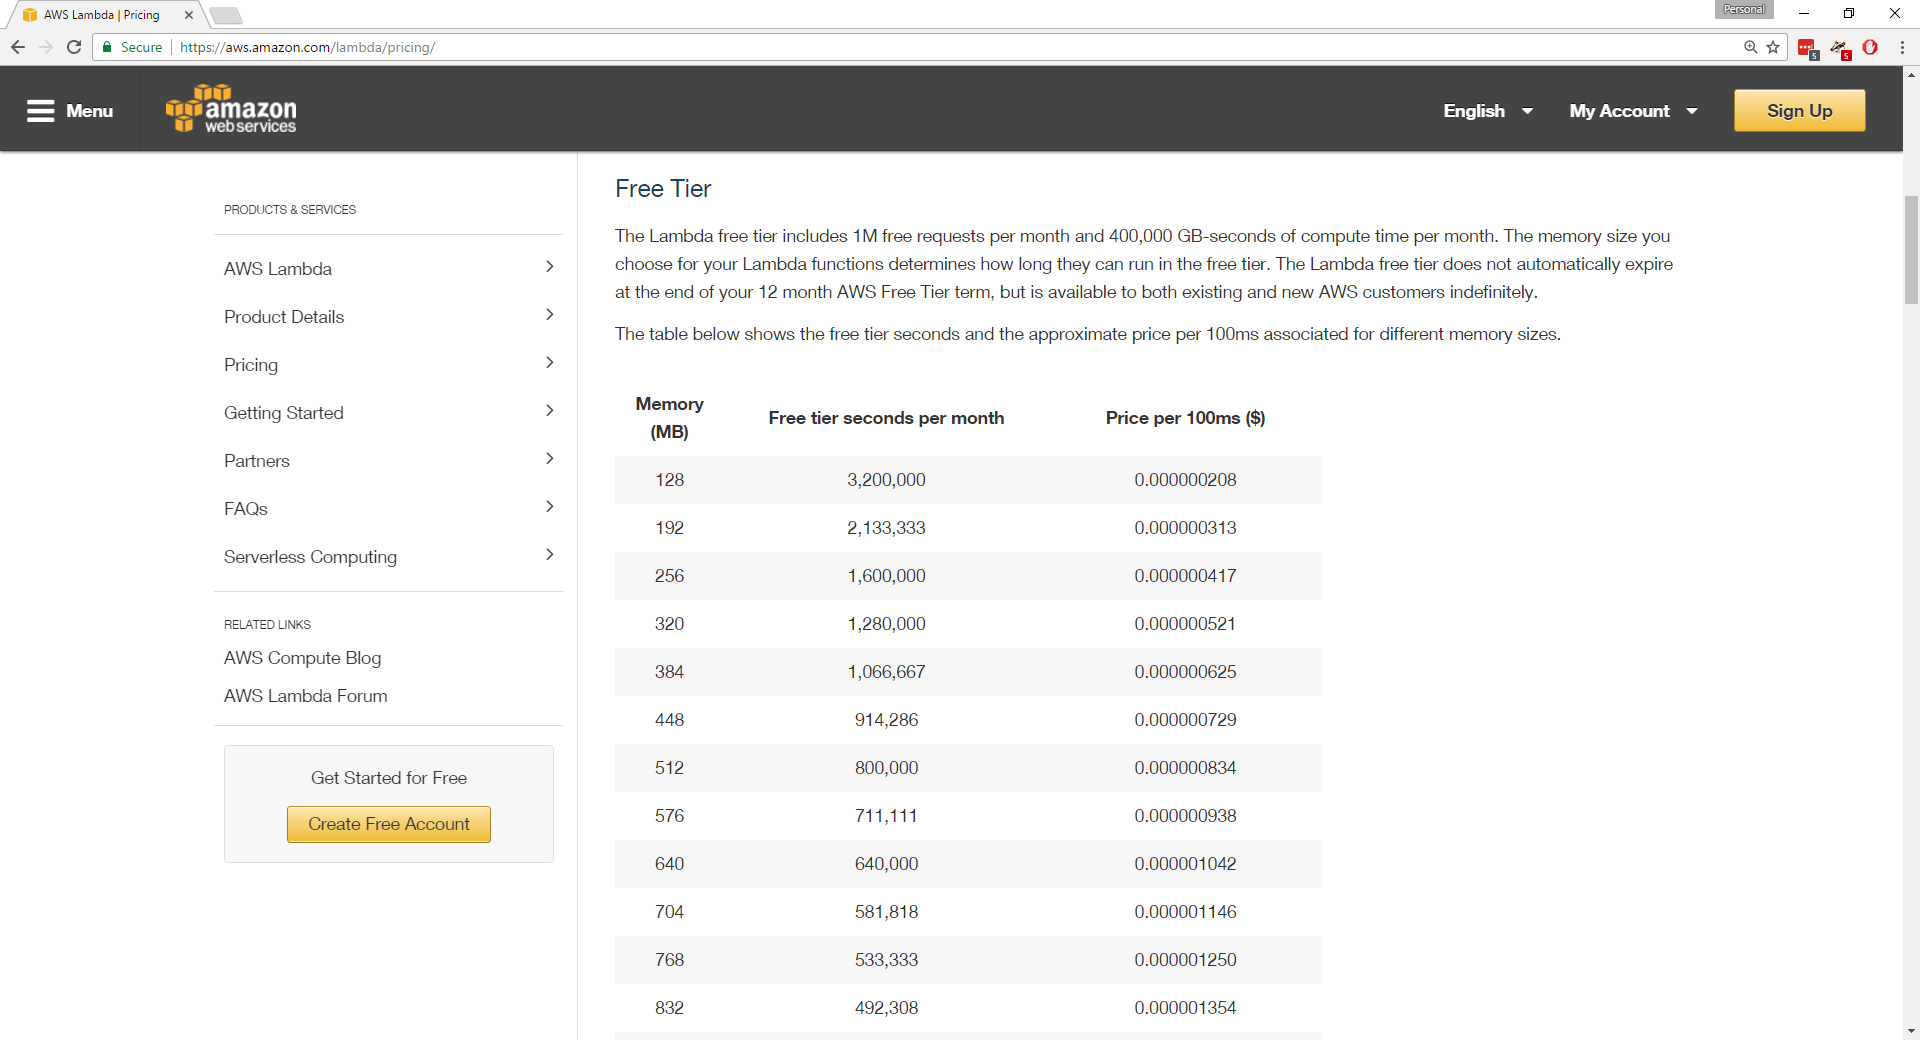 AWS Lambda | Pricing
Personal
Secure
https://aws.amazon.com/lambda/pricing/
5
5
Menu
amazon
webservices
English
My Account
Sign Up
PRODUCTS & SERVICES
AWS Lambda
Product Details
Pricing
Getting Started
Partners
FAQs
Serverless Computing
RELATED LINKS
AWS Compute Blog
AWS Lambda Forum
Get Started for Free
Create Free Account
Free Tier
The Lambda free tier includes 1M free requests per month and 400,000 GB-seconds of compute time per month. The memory size you
choose for your Lambda functions determines how long they can run in the free tier. The Lambda free tier does not automatically expire
at the end of your 12 month AWS Free Tier term, but is available to both existing and new AWS customers indefinitely.
The table below shows the free tier seconds and the approximate price per 100ms associated for different memory sizes.
Memory
(MB) Free tier seconds per month Price per 100ms ($)
128 3,200,000 0.000000208
192 2,133,333 0.000000313
256 1,600,000 0.000000417
320 1,280,000 0.000000521
384 1,066,667 0.000000625
448 914,286 0.000000729
512 800,000 0.000000834
576 711,111 0.000000938
640 640,000 0.000001042
704 581,818 0.000001146
768 533,333 0.000001250
832 492,308 0.000001354